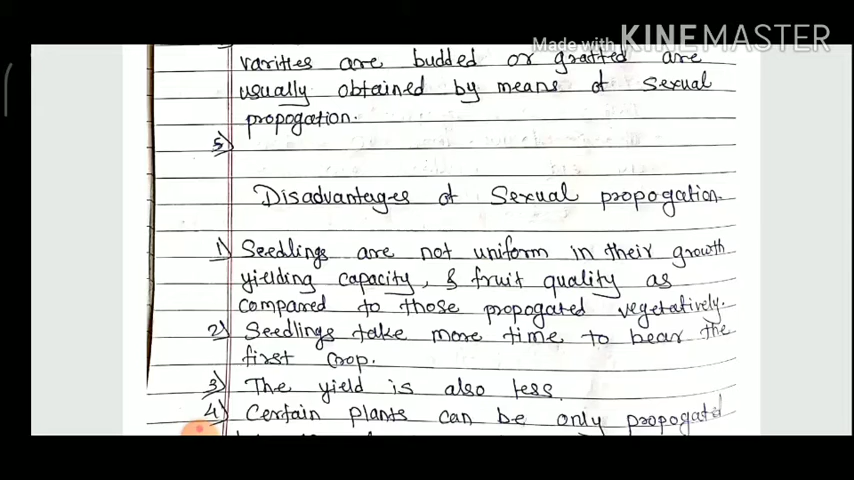 Made with KINEMASTER
varities are budded or grafted are
usually obtained by means of Sexual
propogation.
5)
Disadvantages of Sexual propogation.
1) Seedlings are not uniform in their growth
yielding capacity, & fruit quality as
compared to those propogated vegetatively.
2) Seedlings take more time to bear the
first crop.
3) The yield is also less.
4) Certain plants can be only propogated